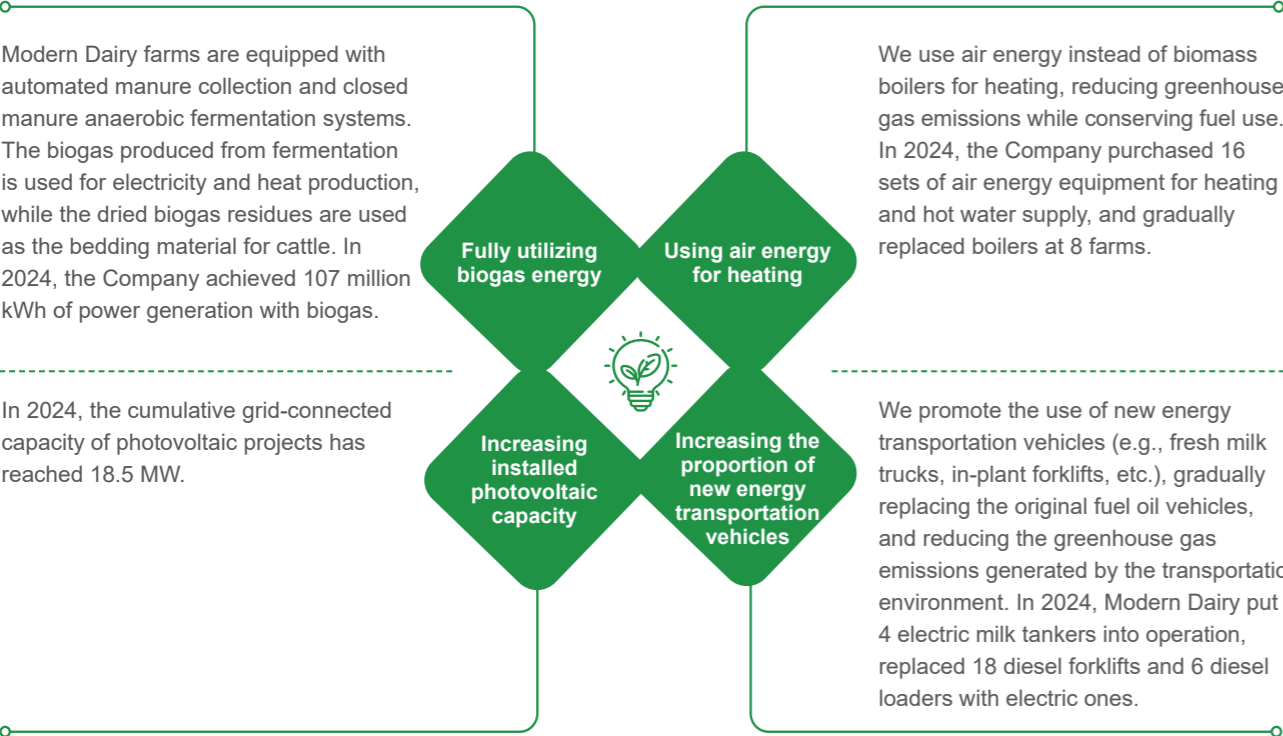 Modern Dairy farms are equipped with
automated manure collection and closed
manure anaerobic fermentation systems.
The biogas produced from fermentation
is used for electricity and heat production,
while the dried biogas residues are used
as the bedding material for cattle. In
2024, the Company achieved 107 million
kWh of power generation with biogas.
Fully utilizing
biogas energy
Using air energy
for heating
We use air energy instead of biomass
boilers for heating, reducing greenhouse
gas emissions while conserving fuel use.
In 2024, the Company purchased 16
sets of air energy equipment for heating
and hot water supply, and gradually
replaced boilers at 8 farms.
In 2024, the cumulative grid-connected
capacity of photovoltaic projects has
reached 18.5 MW.
Increasing
installed
photovoltaic
capacity
Increasing the
proportion of
new energy
transportation
vehicles
We promote the use of new energy
transportation vehicles (e.g., fresh milk
trucks, in-plant forklifts, etc.), gradually
replacing the original fuel oil vehicles,
and reducing the greenhouse gas
emissions generated by the transportatio
environment. In 2024, Modern Dairy put
4 electric milk tankers into operation,
replaced 18 diesel forklifts and 6 diesel
loaders with electric ones.